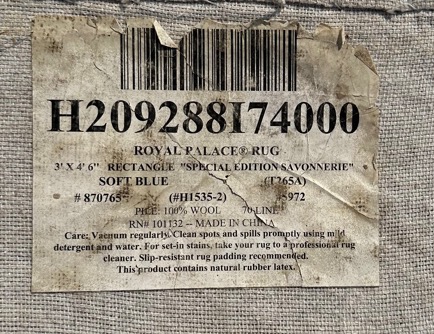 H209288I74000
ROYAL PALACE® RUG
3' X 4' 6" RECTANGLE "SPECIAL EDITION SAVONNERIE"
SOFT BLUE (T265A)
# 870765 (#H1535-2) 5972
PILE: 100% WOOL 70 LINE
RN# 101132 -- MADE IN CHINA
Care: Vacuum regularly. Clean spots and spills promptly using mild
detergent and water. For set-in stains, take your rug to a professional rug
cleaner. Slip-resistant rug padding recommended.
This product contains natural rubber latex.